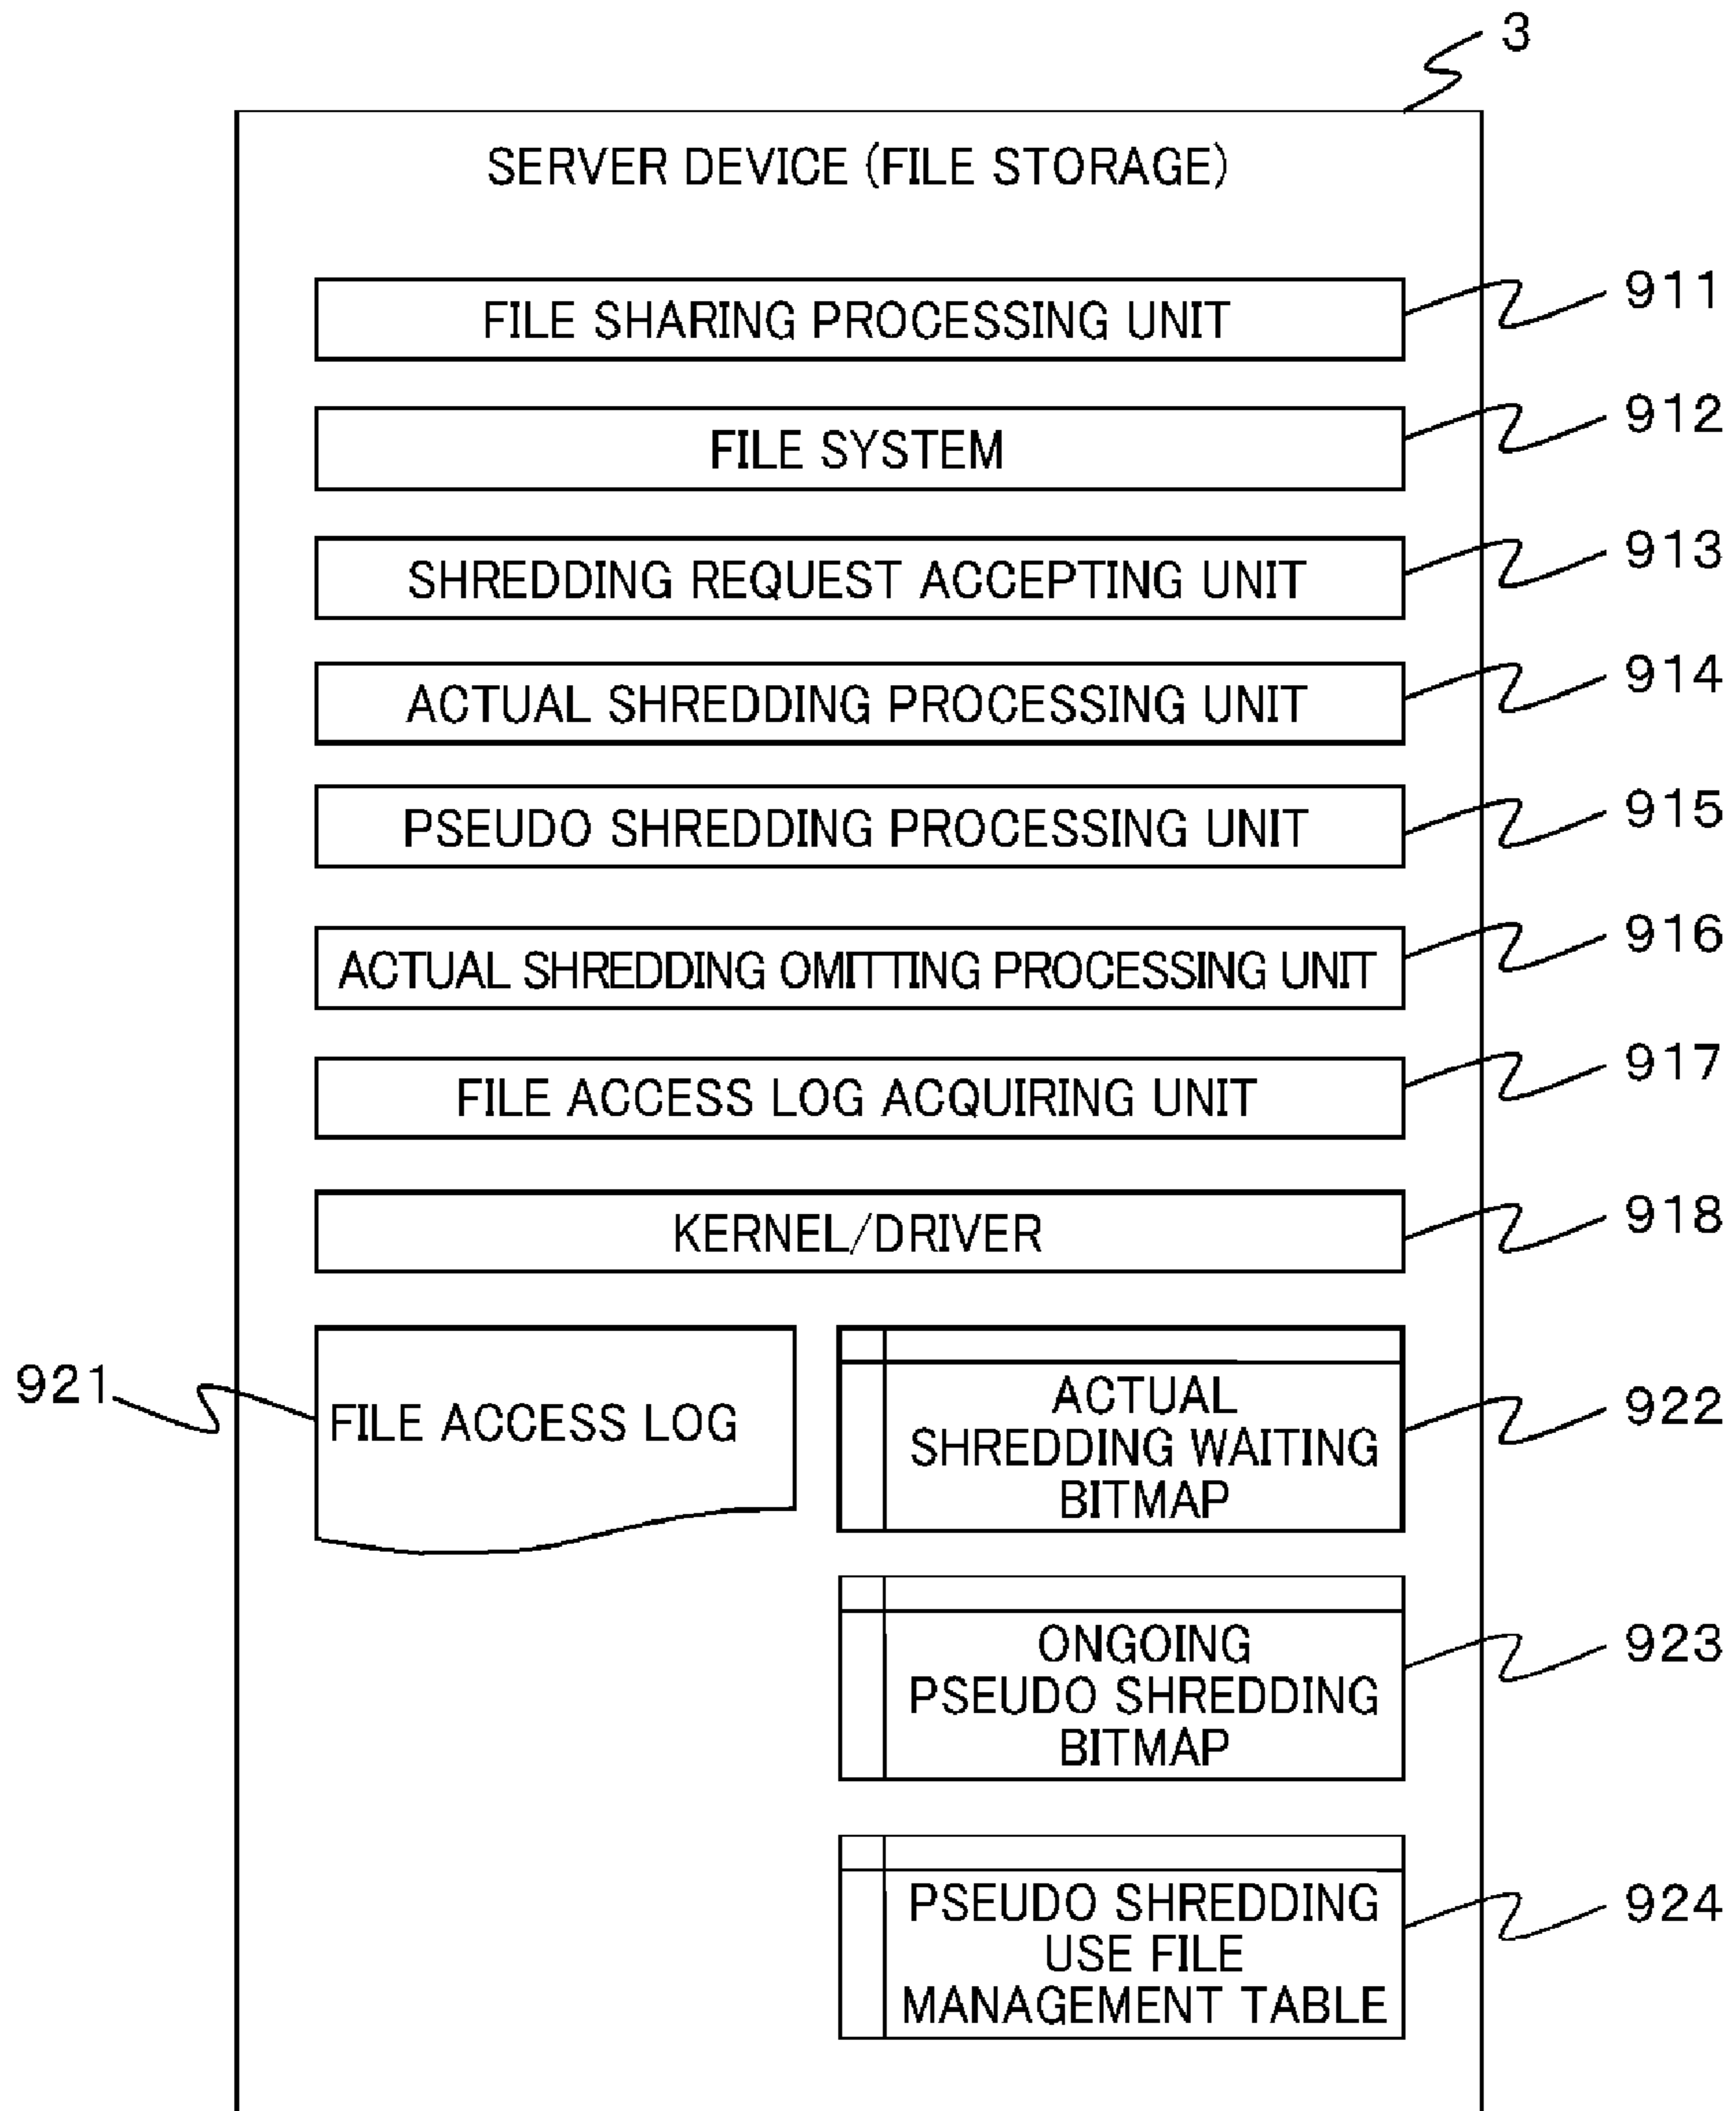 3
SERVER DEVICE (FILE STORAGE)
FILE SHARING PROCESSING UNIT
911
FILE SYSTEM
912
SHREDDING REQUEST ACCEPTING UNIT
913
ACTUAL SHREDDING PROCESSING UNIT
914
PSEUDO SHREDDING PROCESSING UNIT
915
ACTUAL SHREDDING OMITTING PROCESSING UNIT
916
FILE ACCESS LOG ACQUIRING UNIT
917
KERNEL/DRIVER
918
921
FILE ACCESS LOG
ACTUAL
SHREDDING WAITING
BITMAP
922
ONGOING
PSEUDO SHREDDING
BITMAP
923
PSEUDO SHREDDING
USE FILE
MANAGEMENT TABLE
924